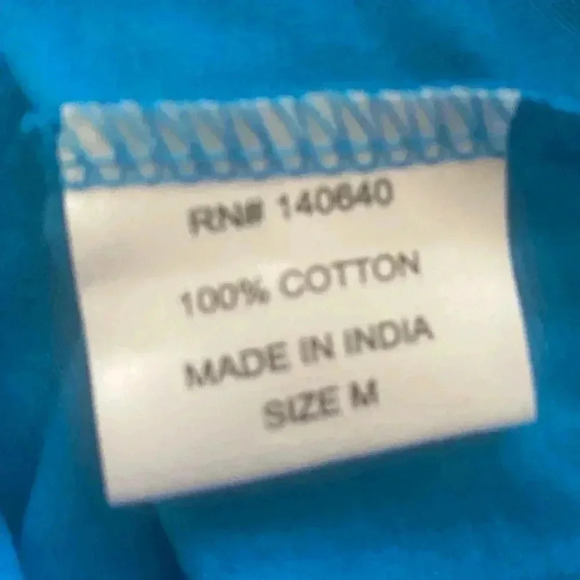 RN# 140640
100% COTTON
MADE IN INDIA
SIZE M